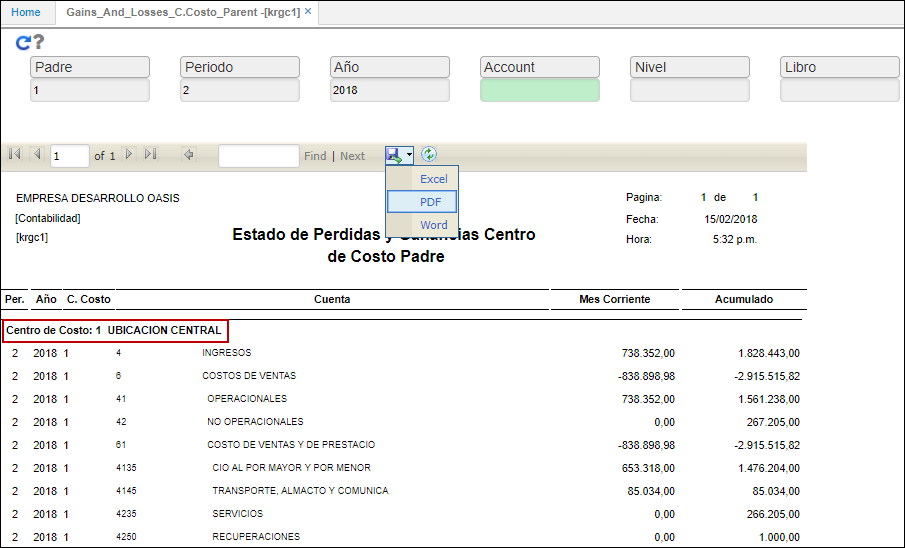 Home Gains_And_Losses_C.Costo_Parent -[krgc1] ×
?
Padre Periodo Año Account Nivel Libro
1 2 2018
1 of 1 Find | Next
Excel
PDF
Word
EMPRESA DESARROLLO OASIS Pagina: 1 de 1
[Contabilidad] Fecha: 15/02/2018
[krgc1] Hora: 5:32 p.m.
Estado de Perdidas y Ganancias Centro
de Costo Padre
Per. Año C. Costo Cuenta Mes Corriente Acumulado
Centro de Costo: 1 UBICACION CENTRAL
2 2018 1 4 INGRESOS 738.352,00 1.828.443,00
2 2018 1 6 COSTOS DE VENTAS -838.898,98 -2.915.515,82
2 2018 1 41 OPERACIONALES 738.352,00 1.561.238,00
2 2018 1 42 NO OPERACIONALES 0,00 267.205,00
2 2018 1 61 COSTO DE VENTAS Y DE PRESTACIO -838.898,98 -2.915.515,82
2 2018 1 4135 CIO AL POR MAYOR Y POR MENOR 653.318,00 1.476.204,00
2 2018 1 4145 TRANSPORTE, ALMACTO Y COMUNICA 85.034,00 85.034,00
2 2018 1 4235 SERVICIOS 0,00 266.205,00
2 2018 1 4250 RECUPERACIONES 0,00 1.000,00